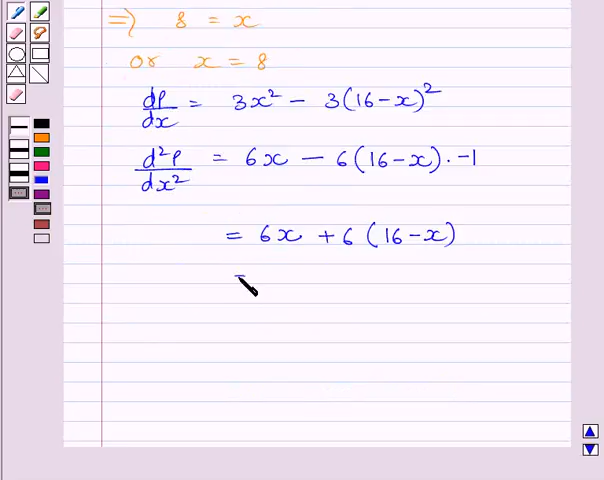 ⇒ 8 = x
or x = 8
dP/dx = 3x² − 3(16−x)²
d²P/dx² = 6x − 6(16−x)·−1
= 6x + 6(16−x)
=